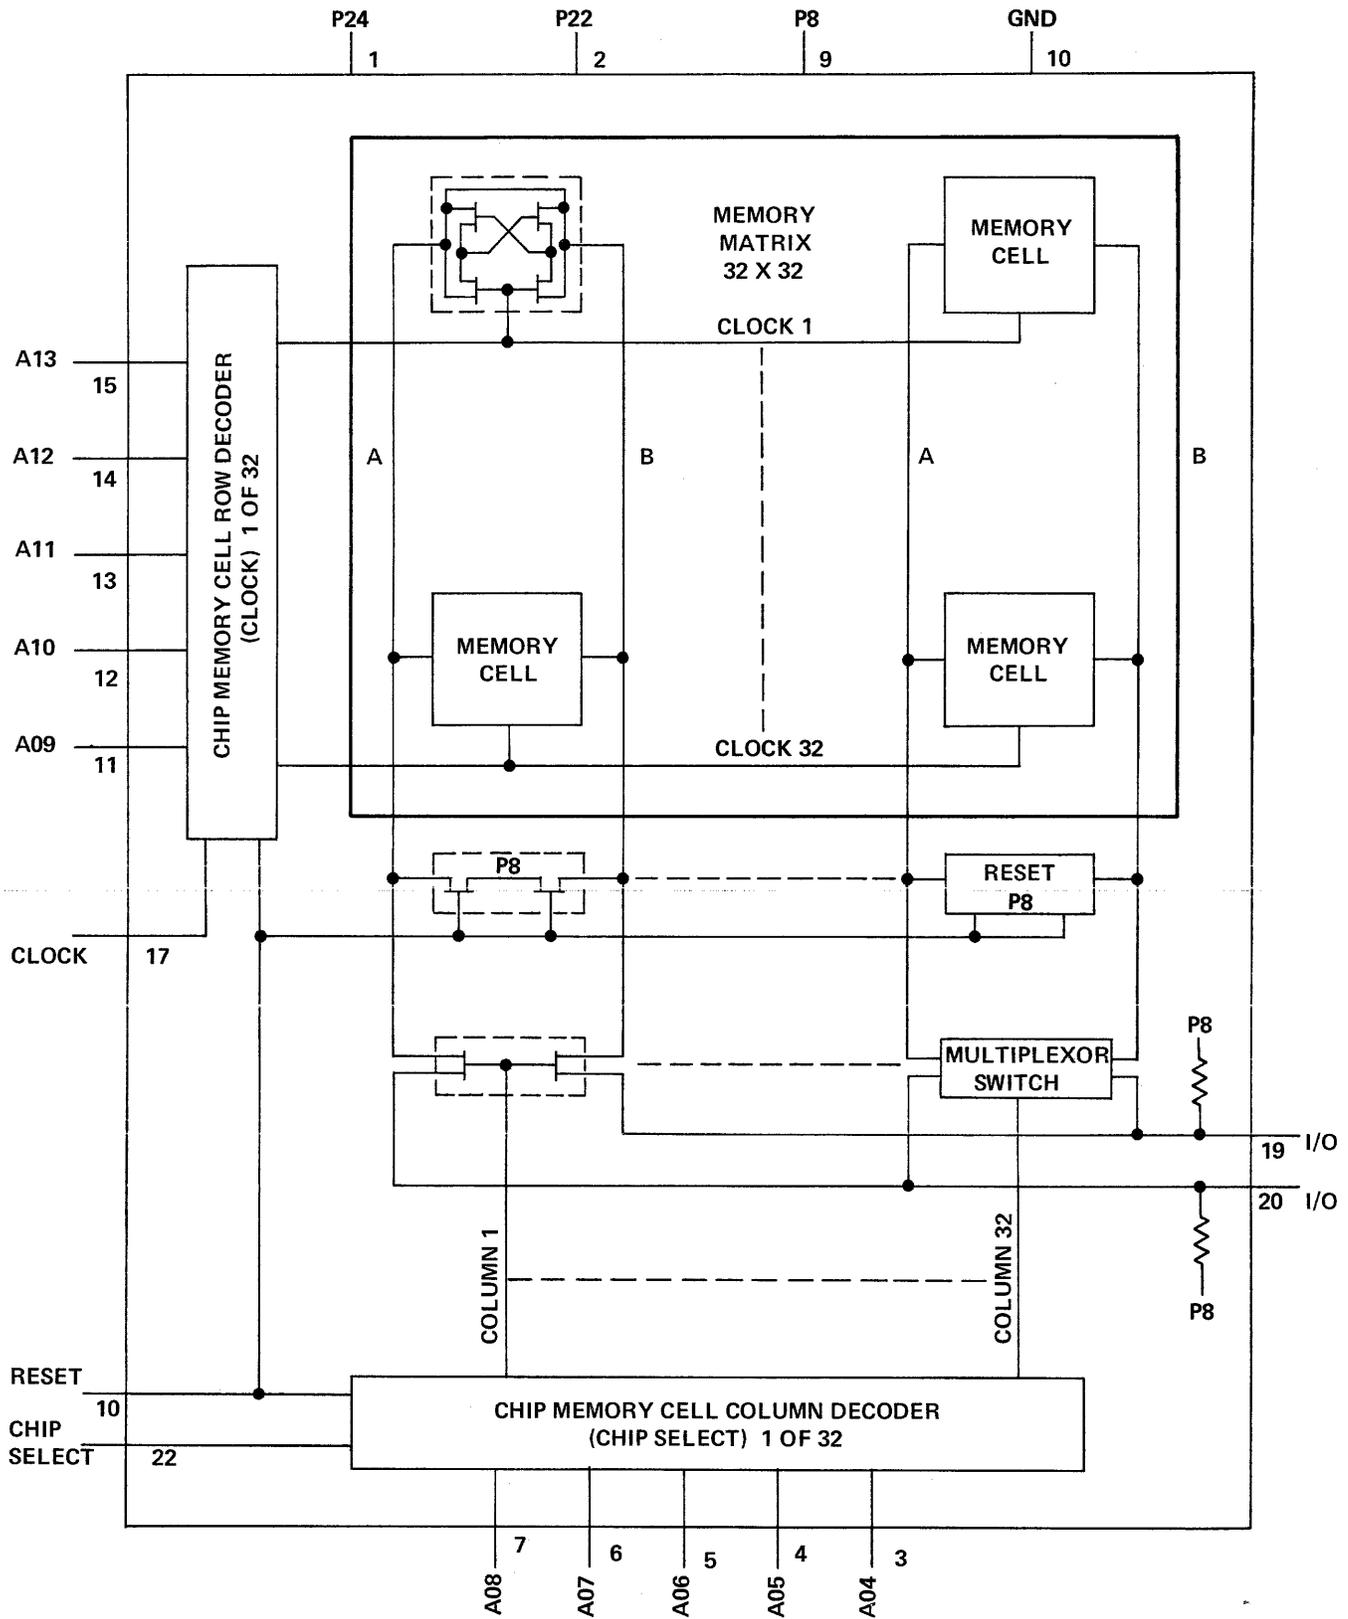 P24
P22
P8
GND
1
2
9
10
MEMORY
MATRIX
32 X 32
MEMORY
CELL
CLOCK 1
CHIP MEMORY CELL ROW DECODER
(CLOCK) 1 OF 32
A13
15
A12
14
A11
13
A10
12
A09
11
A
B
A
B
MEMORY
CELL
MEMORY
CELL
CLOCK 32
P8
RESET
P8
CLOCK
17
MULTIPLEXOR
SWITCH
P8
19
I/O
20
I/O
P8
COLUMN 1
COLUMN 32
RESET
10
CHIP
SELECT
22
CHIP MEMORY CELL COLUMN DECODER
(CHIP SELECT) 1 OF 32
7
6
5
4
3
A08
A07
A06
A05
A04